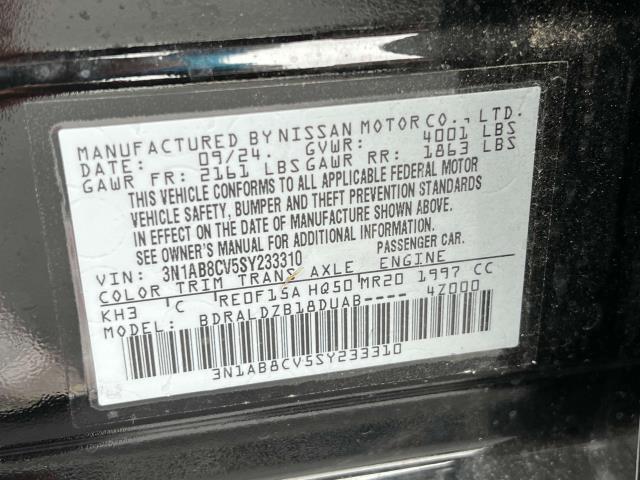 MANUFACTURED BY NISSAN MOTOR CO., LTD.
DATE: 09/24. GVWR: 4001 LBS
GAWR FR: 2161 LBS GAWR RR: 1863 LBS
THIS VEHICLE CONFORMS TO ALL APPLICABLE FEDERAL MOTOR
VEHICLE SAFETY, BUMPER AND THEFT PREVENTION STANDARDS
IN EFFECT ON THE DATE OF MANUFACTURE SHOWN ABOVE.
SEE OWNER'S MANUAL FOR ADDITIONAL INFORMATION.
VIN: 3N1AB8CV5SY233310 PASSENGER CAR.
COLOR TRIM TRANS AXLE ENGINE
KH3 'C RE0F15A HQ50 MR20 1997 CC
MODEL: BDRALDZB18DUAB---- 4Z000
3N1AB8CV5SY233310